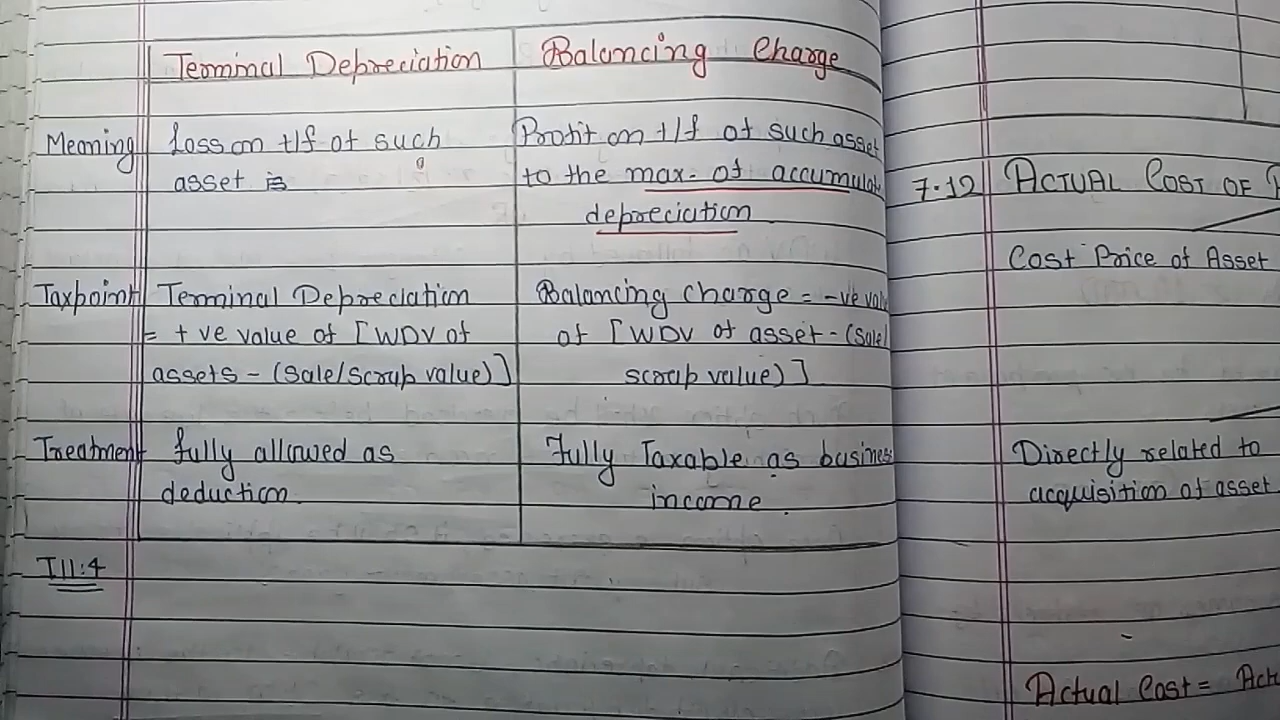 Terminal Depreciation
Balancing Charge
Meaning
Loss on t/f of such
asset is
Profit on t/f of such asset
to the max. of accumulat
depreciation
Taxpoint
Terminal Depreciation
= +ve value of [WDV of
assets - (Sale/Scrap value)]
Balancing charge = -ve valu
of [WDV of asset - (Sale/
scrap value)]
Treatment
fully allowed as
deduction
Fully Taxable as busines
income.
Ill:4
7.12 ACTUAL COST OF
Cost Price of Asset
Directly related to
acquisition of asset
Actual Cost = Act